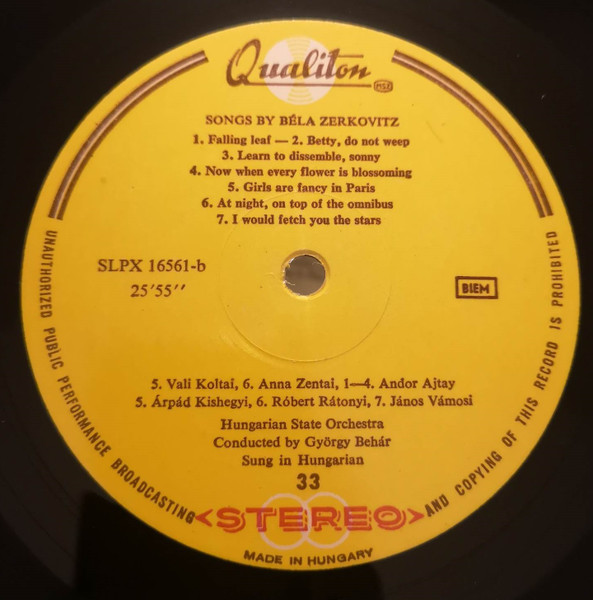 Qualiton
MSZ
SONGS BY BÉLA ZERKOVITZ
1. Falling leaf — 2. Betty, do not weep
3. Learn to dissemble, sonny
4. Now when every flower is blossoming
5. Girls are fancy in Paris
6. At night, on top of the omnibus
7. I would fetch you the stars
SLPX 16561-b
25'55''
BIEM
5. Vali Koltai, 6. Anna Zentai, 1—4. Andor Ajtay
5. Árpád Kishegyi, 6. Róbert Rátonyi, 7. János Vámosi
Hungarian State Orchestra
Conducted by György Behár
Sung in Hungarian
33
STEREO
UNAUTHORIZED PUBLIC PERFORMANCE BROADCASTING AND COPYING OF THIS RECORD IS PROHIBITED
MADE IN HUNGARY